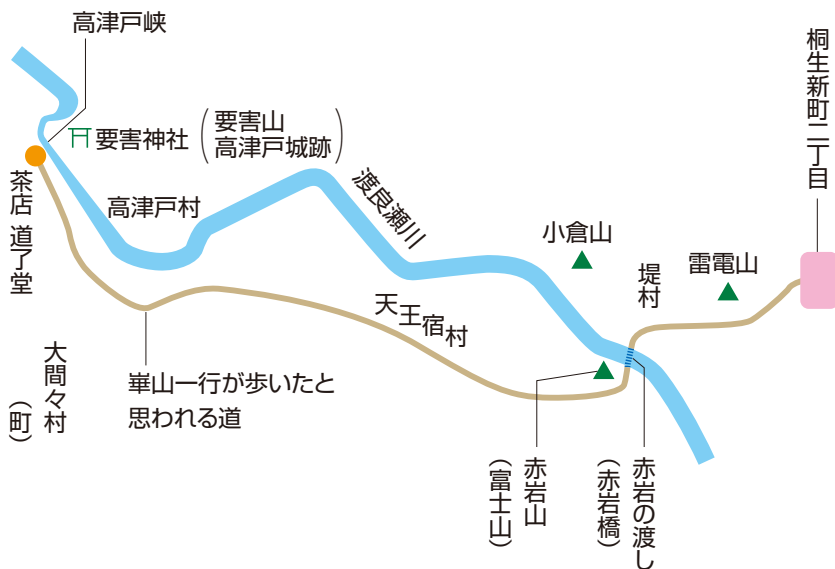 高津戸峡
要害神社
(要害山
高津戸城跡)
茶店 道了堂
高津戸村
渡良瀬川
小倉山
堤村
雷電山
桐生新町二丁目
天王宿村
大間々村
(町)
崋山一行が歩いたと
思われる道
赤岩山
(富士山)
赤岩の渡し
(赤岩橋)